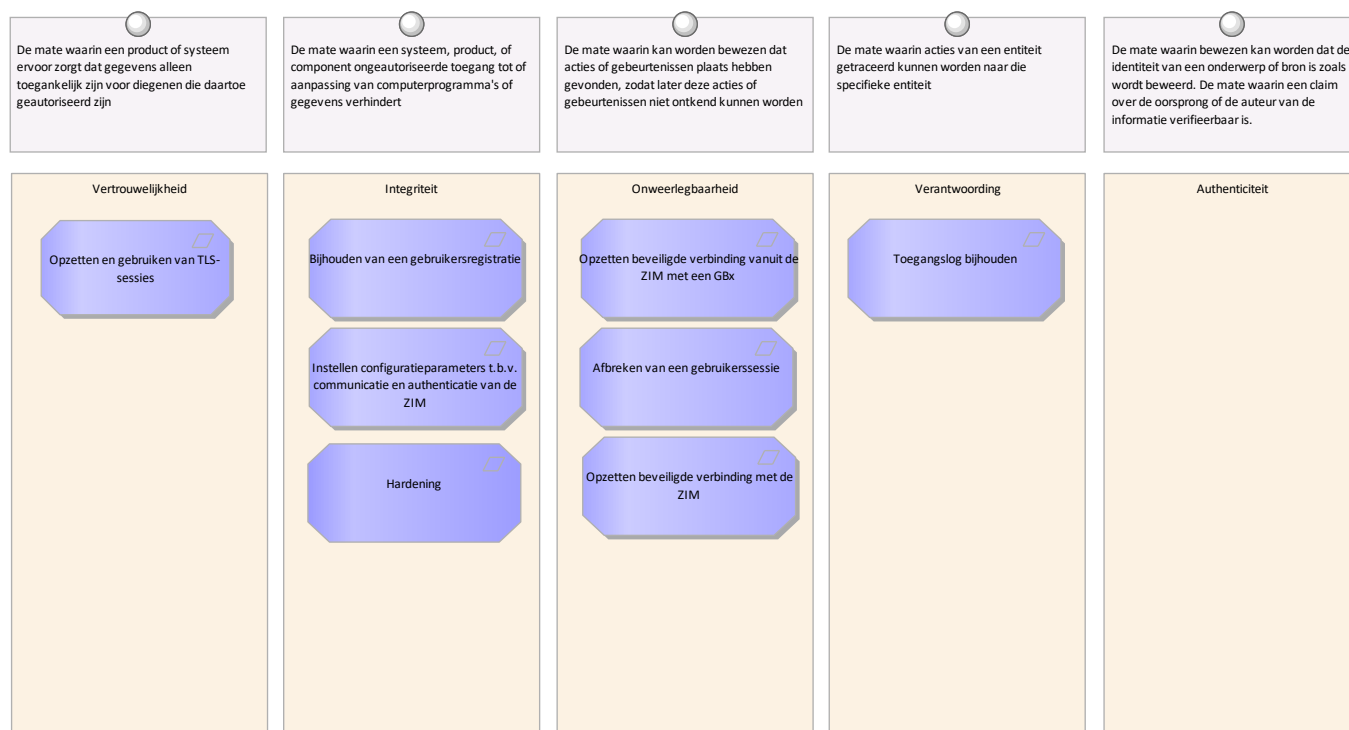 De mate waarin een product of systeem
ervoor zorgt dat gegevens alleen
toegankelijk zijn voor diegenen die daartoe
geautoriseerd zijn
De mate waarin een systeem, product, of
component ongeautoriseerde toegang tot of
aanpassing van computerprogramma's of
gegevens verhindert
De mate waarin kan worden bewezen dat
acties of gebeurtenissen plaats hebben
gevonden, zodat later deze acties of
gebeurtenissen niet ontkend kunnen worden
De mate waarin acties van een entiteit
getraceerd kunnen worden naar die
specifieke entiteit
De mate waarin bewezen kan worden dat de
identiteit van een onderwerp of bron is zoals
wordt beweerd. De mate waarin een claim
over de oorsprong of de auteur van de
informatie verifieerbaar is.
Vertrouwelijkheid
Opzetten en gebruiken van TLS-
sessies
Integriteit
Bijhouden van een gebruikersregistratie
Instellen configuratieparameters t.b.v.
communicatie en authenticatie van de
ZIM
Hardening
Onweerlegbaarheid
Opzetten beveiligde verbinding vanuit de
ZIM met een GBx
Afbreken van een gebruikerssessie
Opzetten beveiligde verbinding met de
ZIM
Verantwoording
Toegangslog bijhouden
Authenticiteit